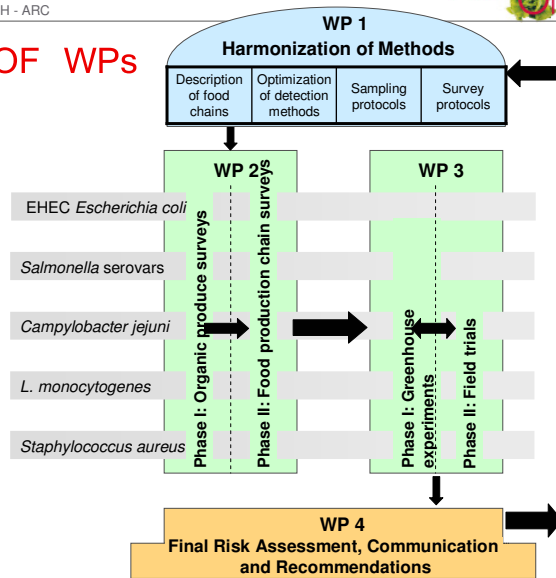 H - ARC
OF WPs
WP 1
Harmonization of Methods
Description
of food
chains
Optimization
of detection
methods
Sampling
protocols
Survey
protocols
WP 2
WP 3
EHEC Escherichia coli
Salmonella serovars
Campylobacter jejuni
L. monocytogenes
Staphylococcus aureus
Phase I: Organic produce surveys
Phase II: Food production chain surveys
Phase I: Greenhouse
experiments
Phase II: Field trials
WP 4
Final Risk Assessment, Communication
and Recommendations